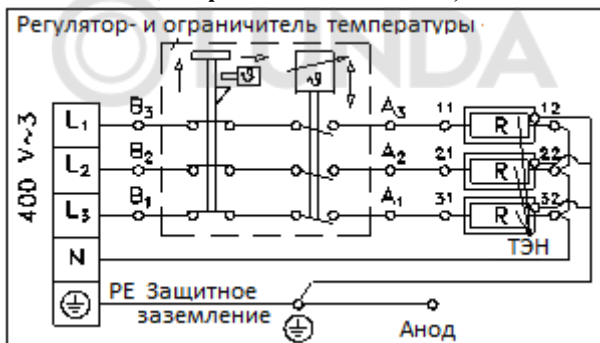 LUNDA
Регулятор- и ограничитель температуры
400 V~3
L1 B3 A3 11 R 12
L2 B2 A2 21 R 22
L3 B1 A1 31 R 32
ϑ ϑ
N
ТЭН
PE Защитное
заземление
Анод